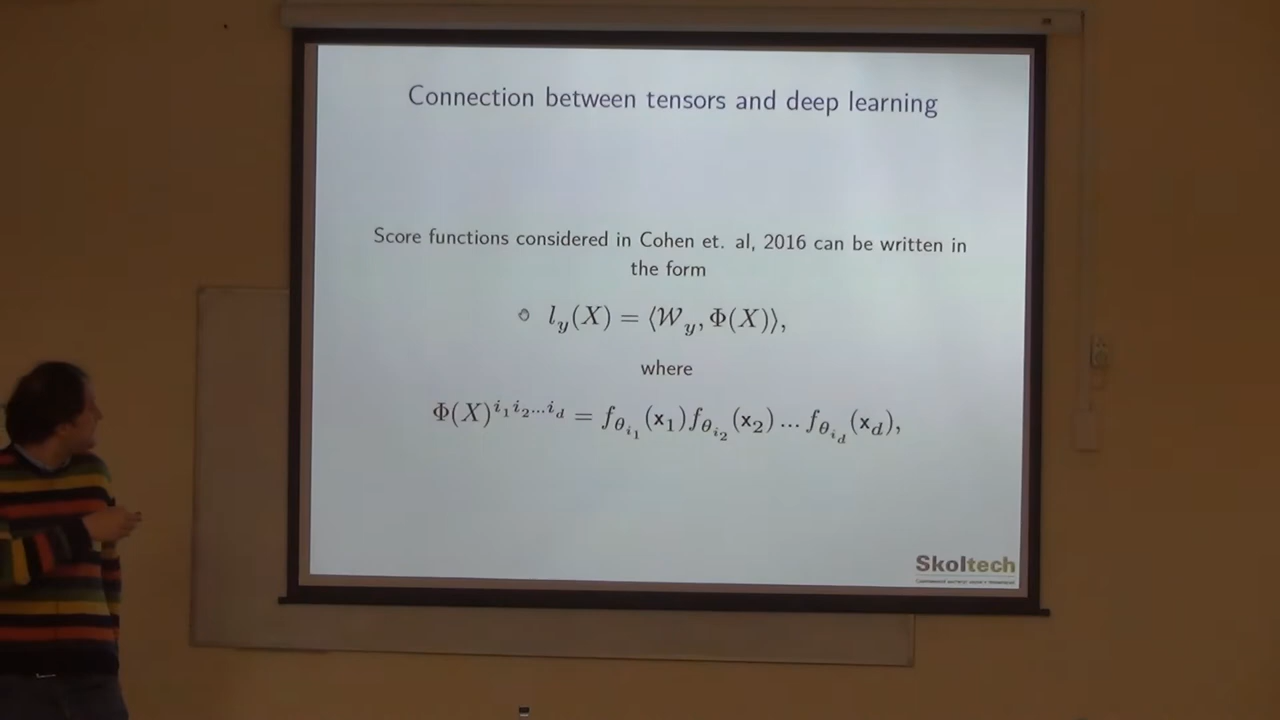 Connection between tensors and deep learning
Score functions considered in Cohen et. al, 2016 can be written in
the form
l_y(X) = ⟨𝒲_y, Φ(X)⟩,
where
Φ(X)^{i_1 i_2 … i_d} = f_{θ_{i_1}}(x_1) f_{θ_{i_2}}(x_2) … f_{θ_{i_d}}(x_d),
Skoltech